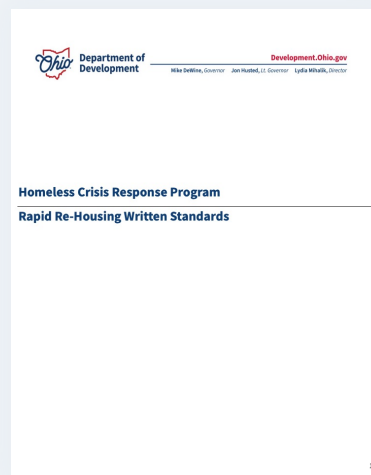 Ohio
Department of
Development
Development.Ohio.gov
Mike DeWine, Governor Jon Husted, Lt. Governor Lydia Mihalik, Director
Homeless Crisis Response Program
Rapid Re-Housing Written Standards